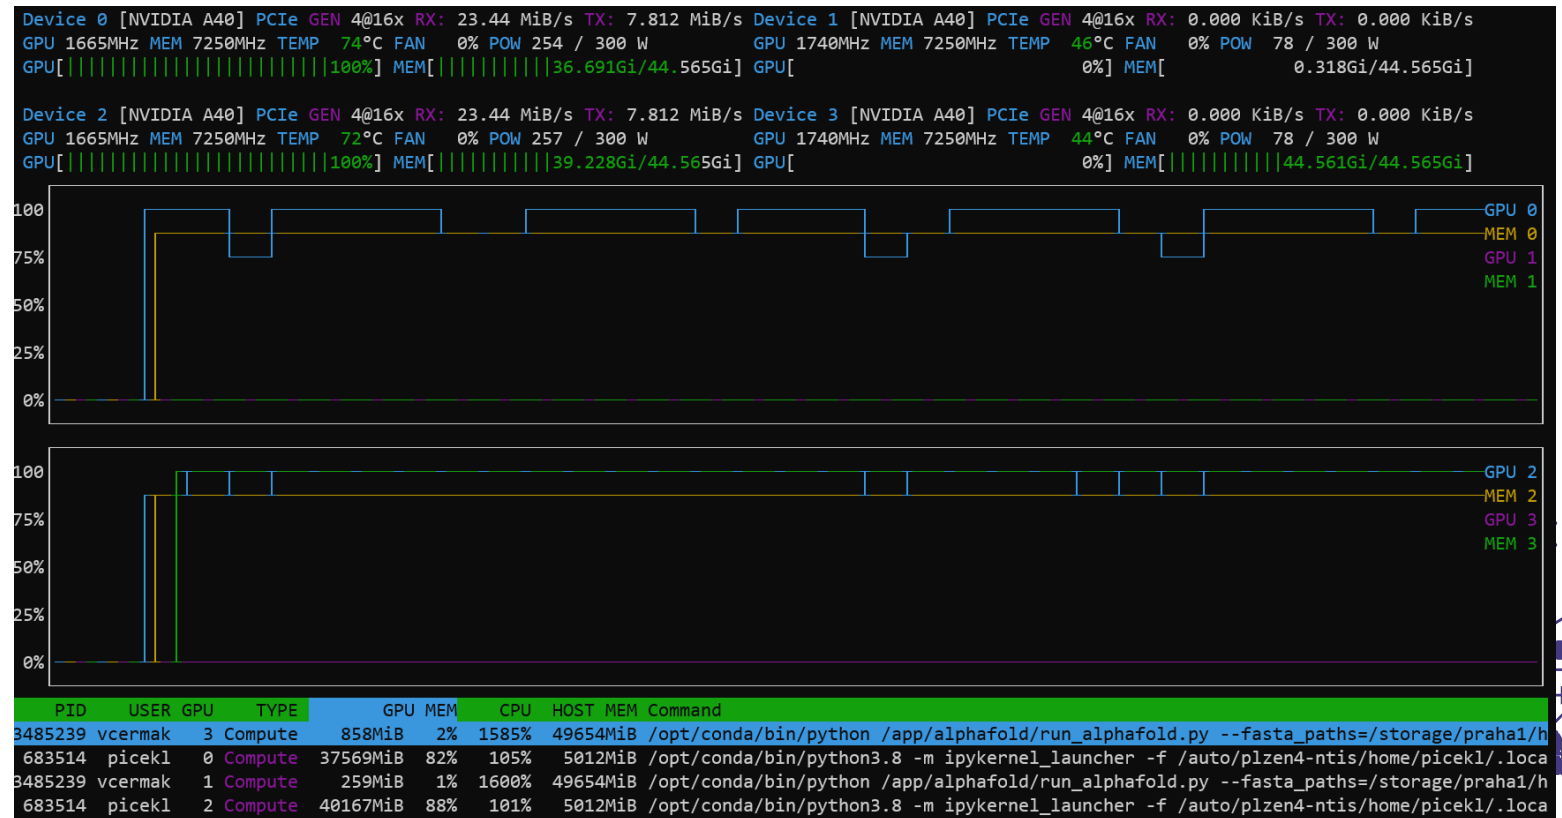 Device 0 [NVIDIA A40] PCIe GEN 4@16x RX: 23.44 MiB/s TX: 7.812 MiB/s Device 1 [NVIDIA A40] PCIe GEN 4@16x RX: 0.000 KiB/s TX: 0.000 KiB/s
GPU 1665MHz MEM 7250MHz TEMP 74°C FAN 0% POW 254 / 300 W GPU 1740MHz MEM 7250MHz TEMP 46°C FAN 0% POW 78 / 300 W
GPU[||||||||||||||||||||||||||100%] MEM[|||||||||||36.691Gi/44.565Gi] GPU[ 0%] MEM[ 0.318Gi/44.565Gi]
Device 2 [NVIDIA A40] PCIe GEN 4@16x RX: 23.44 MiB/s TX: 7.812 MiB/s Device 3 [NVIDIA A40] PCIe GEN 4@16x RX: 0.000 KiB/s TX: 0.000 KiB/s
GPU 1665MHz MEM 7250MHz TEMP 72°C FAN 0% POW 257 / 300 W GPU 1740MHz MEM 7250MHz TEMP 44°C FAN 0% POW 78 / 300 W
GPU[||||||||||||||||||||||||||100%] MEM[|||||||||||39.228Gi/44.565Gi] GPU[ 0%] MEM[|||||||||||44.561Gi/44.565Gi]
100 GPU 0
MEM 0
75% GPU 1
MEM 1
50%
25%
0%
100 GPU 2
MEM 2
75% GPU 3
MEM 3
50%
25%
0%
PID USER GPU TYPE GPU MEM CPU HOST MEM Command
3485239 vcermak 3 Compute 858MiB 2% 1585% 49654MiB /opt/conda/bin/python /app/alphafold/run_alphafold.py --fasta_paths=/storage/praha1/h
683514 picekl 0 Compute 37569MiB 82% 105% 5012MiB /opt/conda/bin/python3.8 -m ipykernel_launcher -f /auto/plzen4-ntis/home/picekl/.loca
3485239 vcermak 1 Compute 259MiB 1% 1600% 49654MiB /opt/conda/bin/python /app/alphafold/run_alphafold.py --fasta_paths=/storage/praha1/h
683514 picekl 2 Compute 40167MiB 88% 101% 5012MiB /opt/conda/bin/python3.8 -m ipykernel_launcher -f /auto/plzen4-ntis/home/picekl/.loca